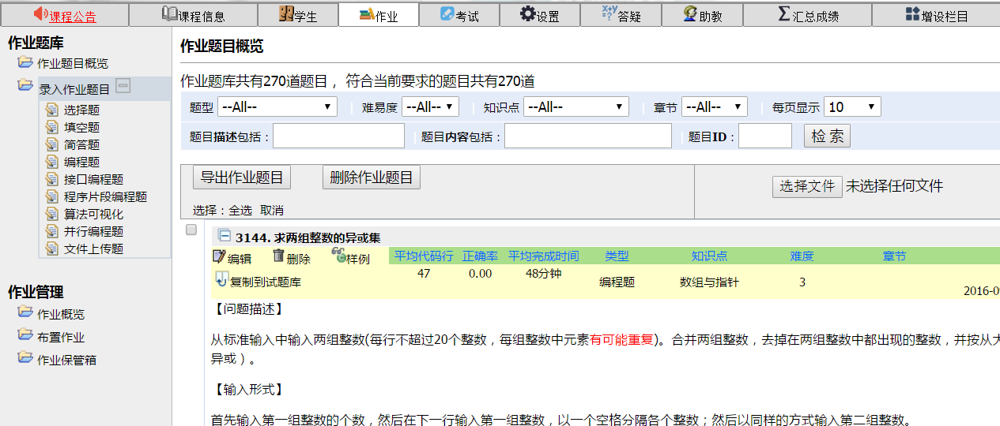 课程公告 课程信息 学生 作业 考试 设置 答疑 助教 汇总成绩 增设栏目
作业题库
作业题目概览
录入作业题目
选择题
填空题
简答题
编程题
接口编程题
程序片段编程题
算法可视化
并行编程题
文件上传题
作业管理
作业概览
布置作业
作业保管箱
作业题目概览
作业题库共有270道题目， 符合当前要求的题目共有270道
题型 --All-- 难易度 --All-- 知识点 --All-- 章节 --All-- 每页显示 10
题目描述包括： 题目内容包括： 题目ID： 检 索
导出作业题目 删除作业题目 选择文件 未选择任何文件
选择：全选 取消
3144. 求两组整数的异或集
编辑 删除 样例 平均代码行 正确率 平均完成时间 类型 知识点 难度 章节
47 0.00 48分钟
复制到试题库 编程题 数组与指针 3
2016-0
【问题描述】
从标准输入中输入两组整数(每行不超过20个整数，每组整数中元素有可能重复)。合并两组整数，去掉在两组整数中都出现的整数，并按从大
异或）。
【输入形式】
首先输入第一组整数的个数，然后在下一行输入第一组整数，以一个空格分隔各个整数；然后以同样的方式输入第二组整数。